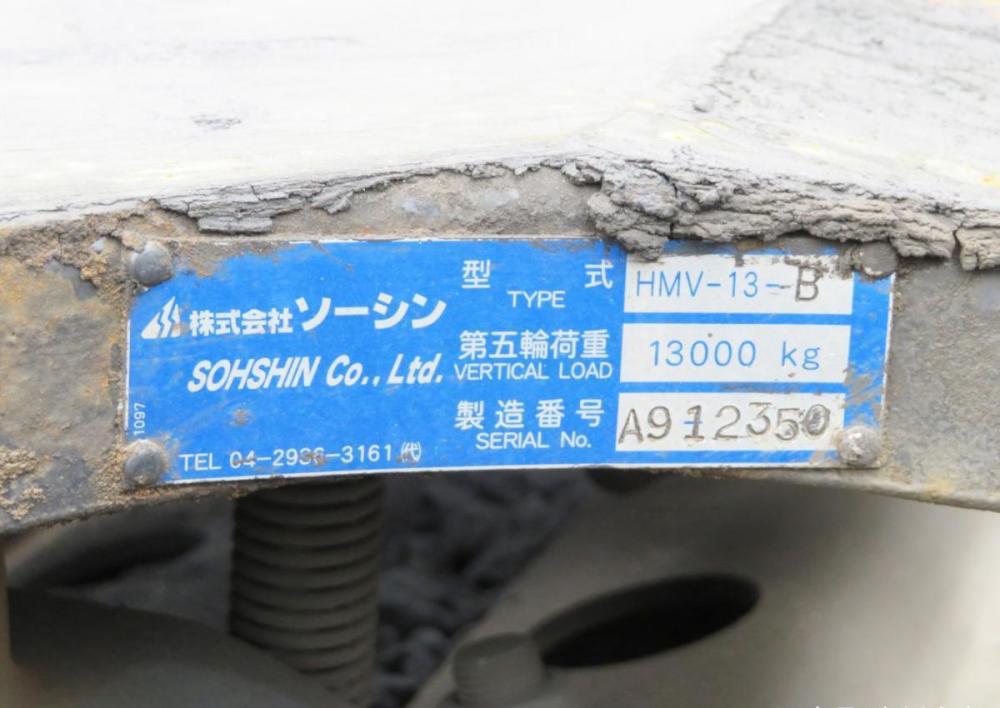 株式会社ソーシン
SOHSHIN Co., Ltd.
TEL 04-2936-3161㈹
1097
型 式 HMV-13-B
TYPE
第五輪荷重 13000 kg
VERTICAL LOAD
製造番号 A912350
SERIAL No.